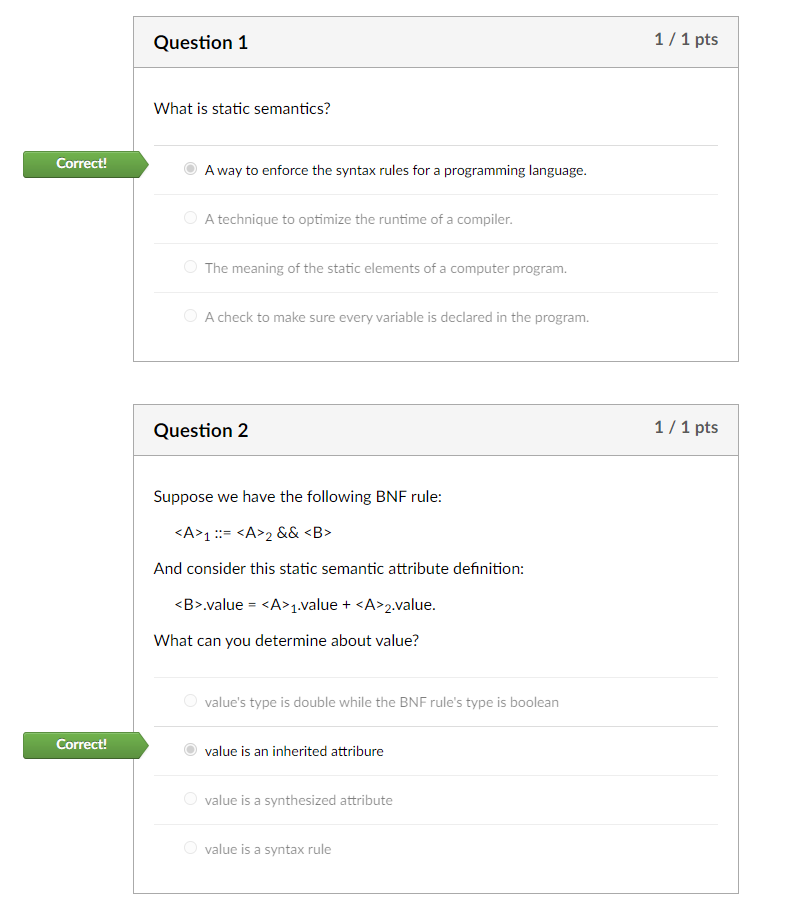 Question 1
1 / 1 pts
What is static semantics?
Correct!
A way to enforce the syntax rules for a programming language.
A technique to optimize the runtime of a compiler.
The meaning of the static elements of a computer program.
A check to make sure every variable is declared in the program.
Question 2
1 / 1 pts
Suppose we have the following BNF rule:
<A>₁ ::= <A>₂ && <B>
And consider this static semantic attribute definition:
<B>.value = <A>₁.value + <A>₂.value.
What can you determine about value?
value's type is double while the BNF rule's type is boolean
Correct!
value is an inherited attribure
value is a synthesized attribute
value is a syntax rule